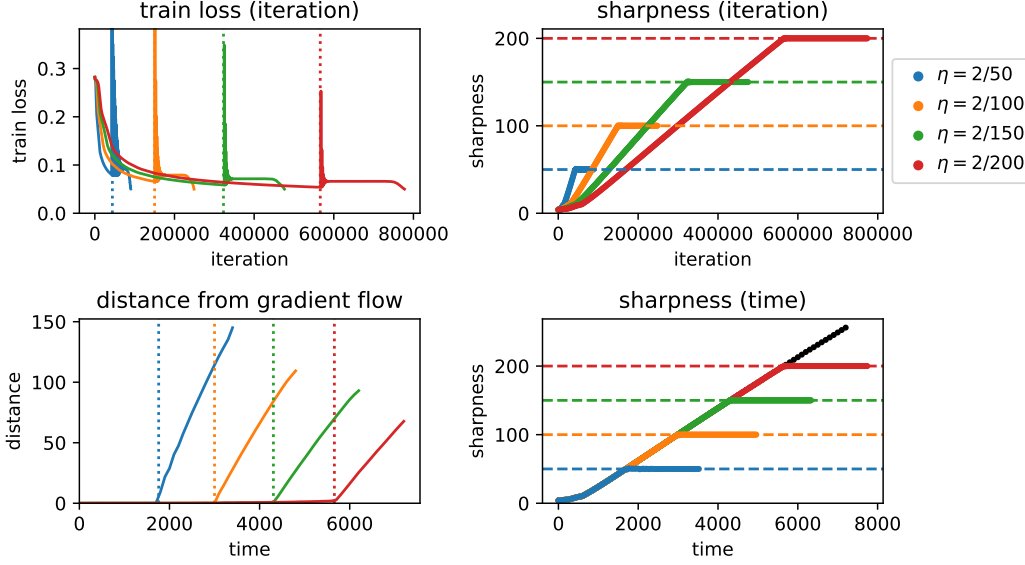 train loss (iteration)
0.3
0.2
0.1
0.0
train loss
0 200000 400000 600000 800000
iteration
sharpness (iteration)
200
100
0
sharpness
0 200000 400000 600000 800000
iteration
η = 2/50
η = 2/100
η = 2/150
η = 2/200
distance from gradient flow
150
100
50
0
distance
0 2000 4000 6000
time
sharpness (time)
200
100
0
sharpness
0 2000 4000 6000 8000
time